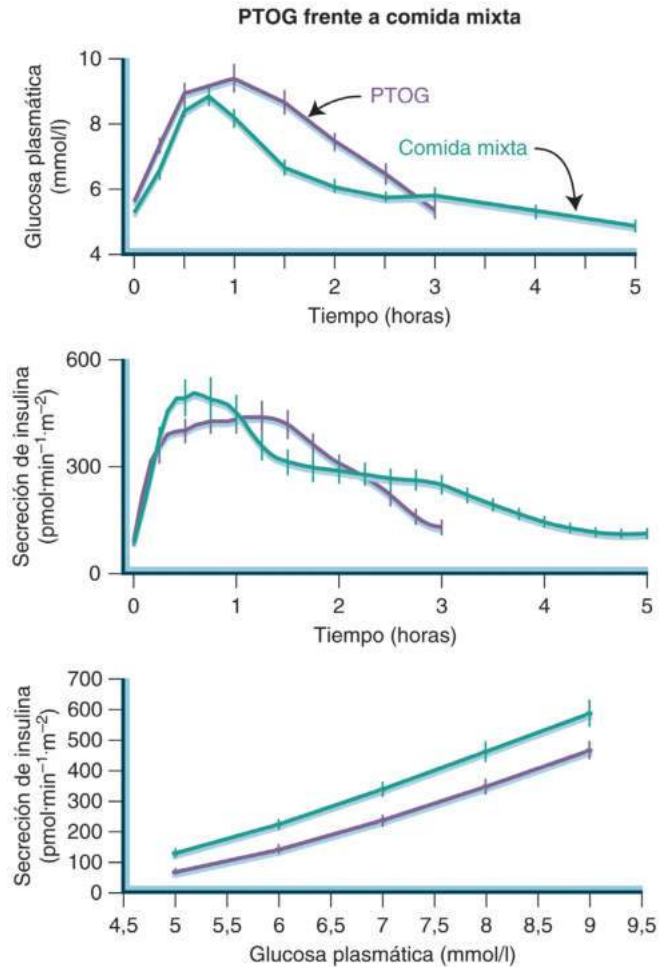 PTOG frente a comida mixta
Glucosa plasmática
(mmol/l)
10
8
6
4
PTOG
Comida mixta
0 1 2 3 4 5
Tiempo (horas)
Secreción de insulina
(pmol·min⁻¹·m⁻²)
600
300
0
0 1 2 3 4 5
Tiempo (horas)
Secreción de insulina
(pmol·min⁻¹·m⁻²)
700
600
500
400
300
200
100
0
4,5 5 5,5 6 6,5 7 7,5 8 8,5 9 9,5
Glucosa plasmática (mmol/l)